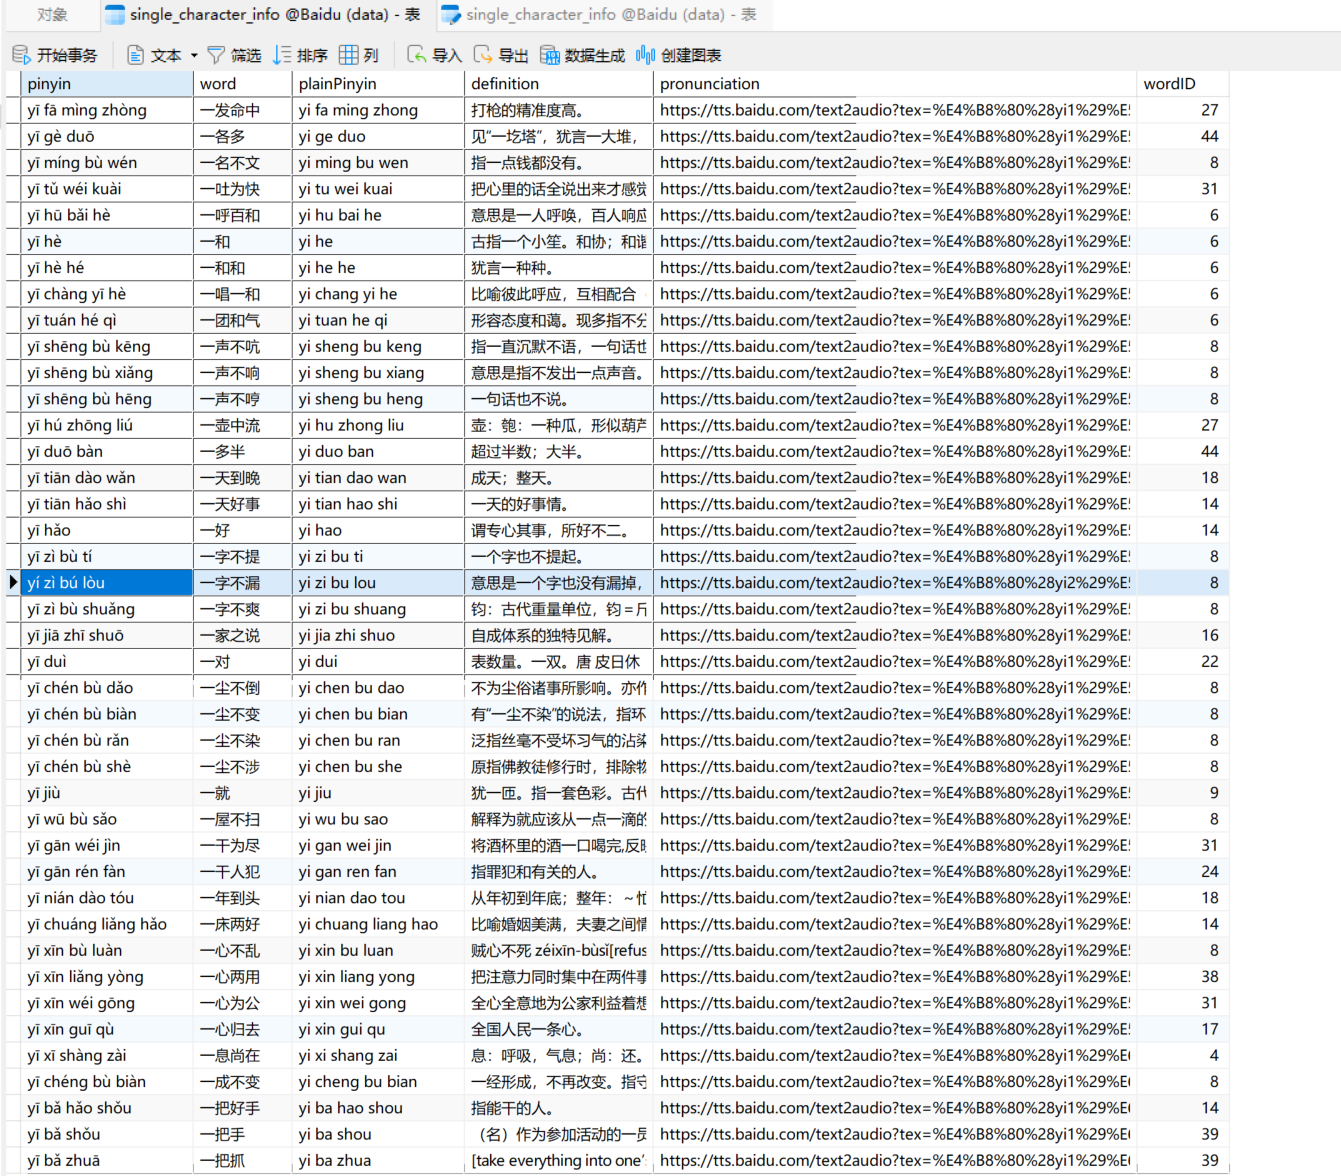 对象 single_character_info @Baidu (data) - 表 single_character_info @Baidu (data) - 表
开始事务 文本 筛选 排序 列 导入 导出 数据生成 创建图表
pinyin word plainPinyin definition pronunciation wordID
yī fā mìng zhòng 一发命中 yi fa ming zhong 打枪的精准度高。 https://tts.baidu.com/text2audio?tex=%E4%B8%80%28yi1%29%E! 27
yī gè duō 一各多 yi ge duo 见“一圪塔”，犹言一大堆， https://tts.baidu.com/text2audio?tex=%E4%B8%80%28yi1%29%E! 44
yī míng bù wén 一名不文 yi ming bu wen 指一点钱都没有。 https://tts.baidu.com/text2audio?tex=%E4%B8%80%28yi1%29%E! 8
yī tǔ wéi kuài 一吐为快 yi tu wei kuai 把心里的话全说出来才感觉 https://tts.baidu.com/text2audio?tex=%E4%B8%80%28yi1%29%E! 31
yī hū bǎi hè 一呼百和 yi hu bai he 意思是一人呼唤，百人响应 https://tts.baidu.com/text2audio?tex=%E4%B8%80%28yi1%29%E! 6
yī hè 一和 yi he 古指一个小笙。和协；和谐 https://tts.baidu.com/text2audio?tex=%E4%B8%80%28yi1%29%E! 6
yī hè hé 一和和 yi he he 犹言一种种。 https://tts.baidu.com/text2audio?tex=%E4%B8%80%28yi1%29%E! 6
yī chàng yī hè 一唱一和 yi chang yi he 比喻彼此呼应，互相配合 https://tts.baidu.com/text2audio?tex=%E4%B8%80%28yi1%29%E! 6
yī tuán hé qì 一团和气 yi tuan he qi 形容态度和蔼。现多指不分 https://tts.baidu.com/text2audio?tex=%E4%B8%80%28yi1%29%E! 6
yī shēng bù kēng 一声不吭 yi sheng bu keng 指一直沉默不语，一句话也 https://tts.baidu.com/text2audio?tex=%E4%B8%80%28yi1%29%E! 8
yī shēng bù xiǎng 一声不响 yi sheng bu xiang 意思是指不发出一点声音。 https://tts.baidu.com/text2audio?tex=%E4%B8%80%28yi1%29%E! 8
yī shēng bù hēng 一声不哼 yi sheng bu heng 一句话也不说。 https://tts.baidu.com/text2audio?tex=%E4%B8%80%28yi1%29%E! 8
yī hú zhōng liú 一壶中流 yi hu zhong liu 壶：匏：一种瓜，形似葫芦 https://tts.baidu.com/text2audio?tex=%E4%B8%80%28yi1%29%E! 27
yī duō bàn 一多半 yi duo ban 超过半数；大半。 https://tts.baidu.com/text2audio?tex=%E4%B8%80%28yi1%29%E! 44
yī tiān dào wǎn 一天到晚 yi tian dao wan 成天；整天。 https://tts.baidu.com/text2audio?tex=%E4%B8%80%28yi1%29%E! 18
yī tiān hǎo shì 一天好事 yi tian hao shi 一天的好事情。 https://tts.baidu.com/text2audio?tex=%E4%B8%80%28yi1%29%E! 14
yī hǎo 一好 yi hao 谓专心其事，所好不二。 https://tts.baidu.com/text2audio?tex=%E4%B8%80%28yi1%29%E! 14
yī zì bù tí 一字不提 yi zi bu ti 一个字也不提起。 https://tts.baidu.com/text2audio?tex=%E4%B8%80%28yi1%29%E! 8
yí zì bú lòu 一字不漏 yi zi bu lou 意思是一个字也没有漏掉， https://tts.baidu.com/text2audio?tex=%E4%B8%80%28yi2%29%E! 8
yī zì bù shuǎng 一字不爽 yi zi bu shuang 钧：古代重量单位，钧＝斤 https://tts.baidu.com/text2audio?tex=%E4%B8%80%28yi1%29%E! 8
yī jiā zhī shuō 一家之说 yi jia zhi shuo 自成体系的独特见解。 https://tts.baidu.com/text2audio?tex=%E4%B8%80%28yi1%29%E! 16
yī duì 一对 yi dui 表数量。一双。唐 皮日休 https://tts.baidu.com/text2audio?tex=%E4%B8%80%28yi1%29%E! 22
yī chén bù dǎo 一尘不倒 yi chen bu dao 不为尘俗诸事所影响。亦作 https://tts.baidu.com/text2audio?tex=%E4%B8%80%28yi1%29%E! 8
yī chén bù biàn 一尘不变 yi chen bu bian 有“一尘不染”的说法，指环 https://tts.baidu.com/text2audio?tex=%E4%B8%80%28yi1%29%E! 8
yī chén bù rǎn 一尘不染 yi chen bu ran 泛指丝毫不受坏习气的沾染 https://tts.baidu.com/text2audio?tex=%E4%B8%80%28yi1%29%E! 8
yī chén bù shè 一尘不涉 yi chen bu she 原指佛教徒修行时，排除物 https://tts.baidu.com/text2audio?tex=%E4%B8%80%28yi1%29%E! 8
yī jiù 一就 yi jiu 犹一匝。指一套色彩。古代 https://tts.baidu.com/text2audio?tex=%E4%B8%80%28yi1%29%E! 9
yī wū bù sǎo 一屋不扫 yi wu bu sao 解释为就应该从一点一滴的 https://tts.baidu.com/text2audio?tex=%E4%B8%80%28yi1%29%E! 8
yī gān wéi jìn 一干为尽 yi gan wei jin 将酒杯里的酒一口喝完,反映 https://tts.baidu.com/text2audio?tex=%E4%B8%80%28yi1%29%E! 31
yī gān rén fàn 一干人犯 yi gan ren fan 指罪犯和有关的人。 https://tts.baidu.com/text2audio?tex=%E4%B8%80%28yi1%29%E! 24
yī nián dào tóu 一年到头 yi nian dao tou 从年初到年底；整年：～忙 https://tts.baidu.com/text2audio?tex=%E4%B8%80%28yi1%29%E! 18
yī chuáng liǎng hǎo 一床两好 yi chuang liang hao 比喻婚姻美满，夫妻之间情 https://tts.baidu.com/text2audio?tex=%E4%B8%80%28yi1%29%E! 14
yī xīn bù luàn 一心不乱 yi xin bu luan 贼心不死 zéixīn-bùsǐ[refus https://tts.baidu.com/text2audio?tex=%E4%B8%80%28yi1%29%E! 8
yī xīn liǎng yòng 一心两用 yi xin liang yong 把注意力同时集中在两件事 https://tts.baidu.com/text2audio?tex=%E4%B8%80%28yi1%29%E! 38
yī xīn wéi gōng 一心为公 yi xin wei gong 全心全意地为公家利益着想 https://tts.baidu.com/text2audio?tex=%E4%B8%80%28yi1%29%E! 31
yī xīn guī qù 一心归去 yi xin gui qu 全国人民一条心。 https://tts.baidu.com/text2audio?tex=%E4%B8%80%28yi1%29%E! 17
yī xī shàng zài 一息尚在 yi xi shang zai 息：呼吸，气息；尚：还。 https://tts.baidu.com/text2audio?tex=%E4%B8%80%28yi1%29%E( 4
yī chéng bù biàn 一成不变 yi cheng bu bian 一经形成，不再改变。指守 https://tts.baidu.com/text2audio?tex=%E4%B8%80%28yi1%29%E( 8
yī bǎ hǎo shǒu 一把好手 yi ba hao shou 指能干的人。 https://tts.baidu.com/text2audio?tex=%E4%B8%80%28yi1%29%E( 14
yī bǎ shǒu 一把手 yi ba shou （名）作为参加活动的一员 https://tts.baidu.com/text2audio?tex=%E4%B8%80%28yi1%29%E( 39
yī bǎ zhuā 一把抓 yi ba zhua [take everything into one' https://tts.baidu.com/text2audio?tex=%E4%B8%80%28yi1%29%E( 39